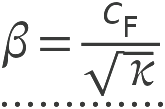 β = c_F / √κ